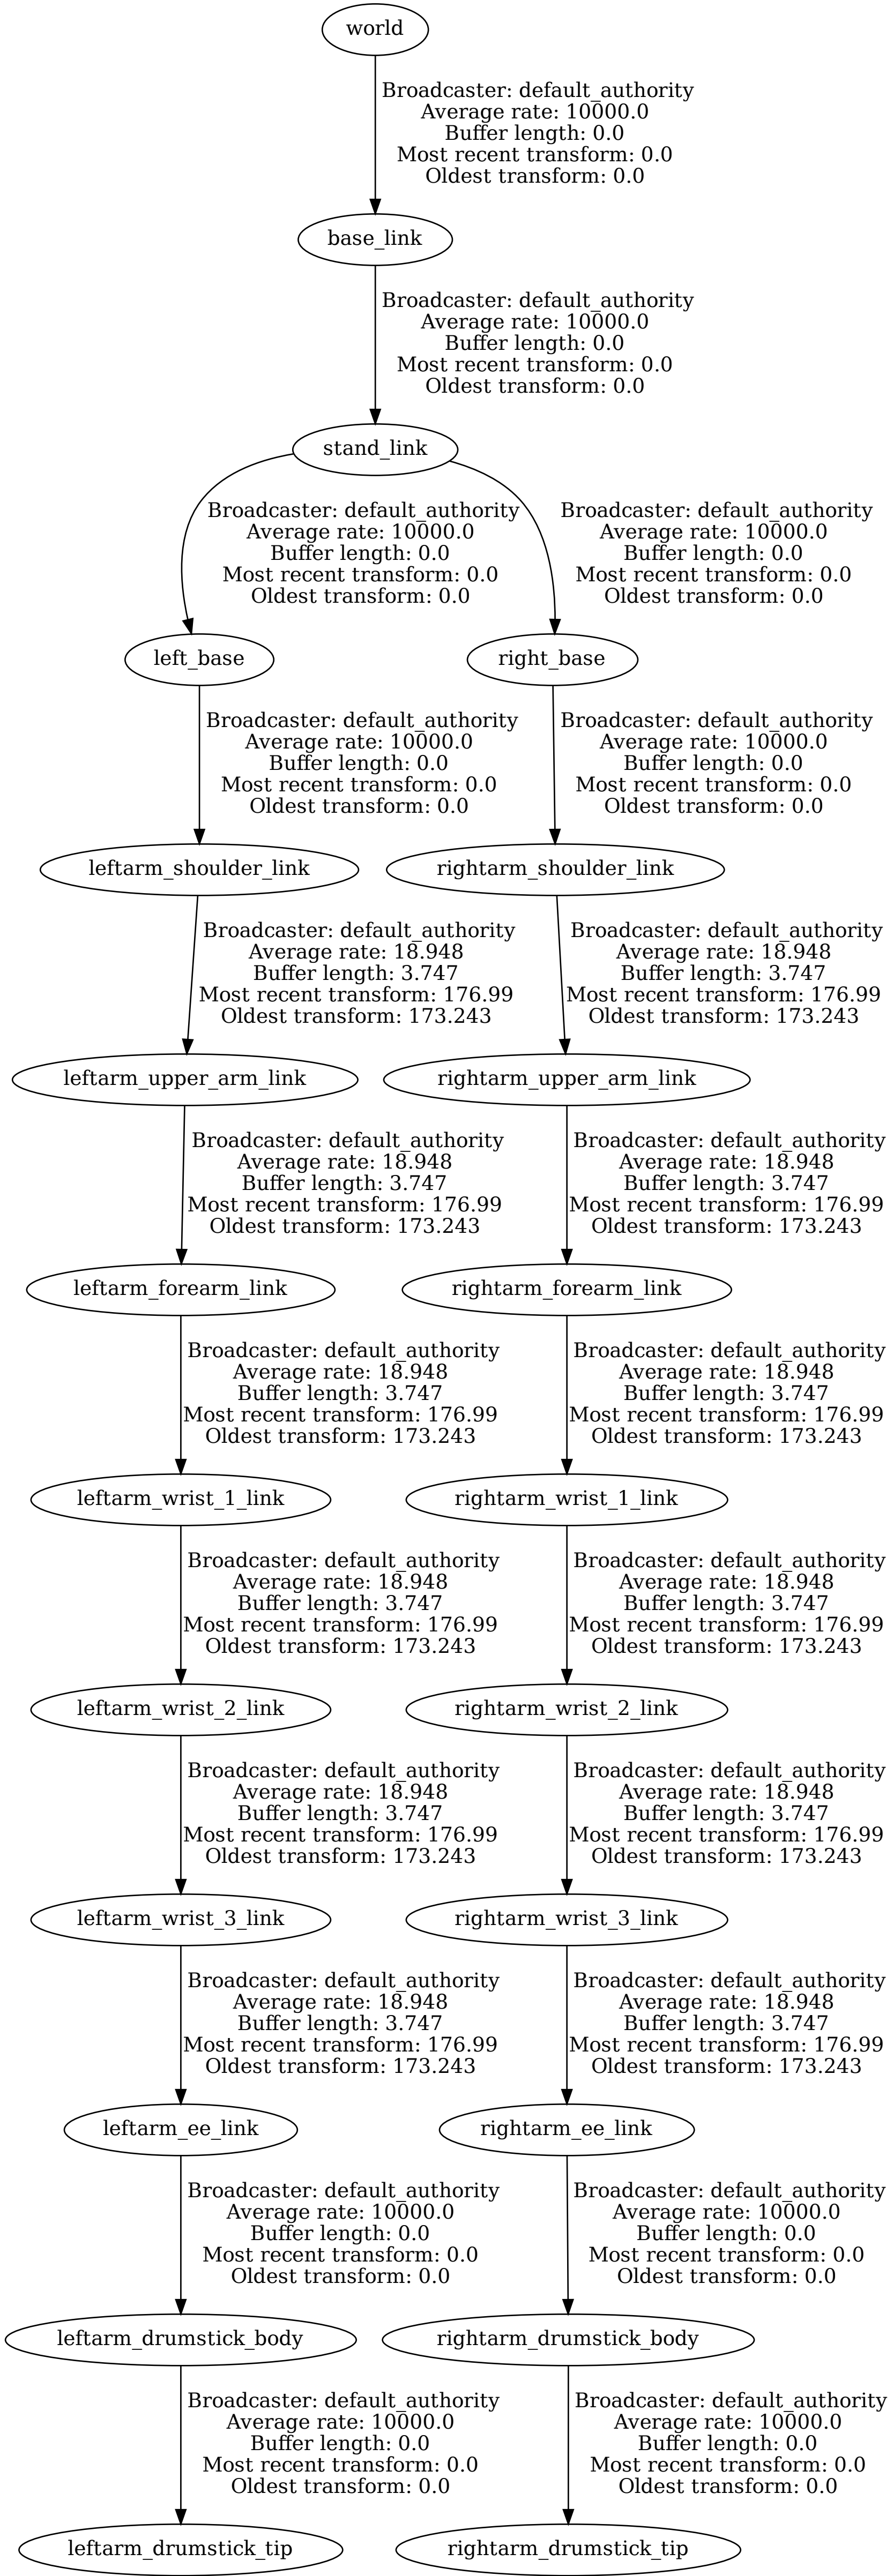 world
Broadcaster: default_authority
Average rate: 10000.0
Buffer length: 0.0
Most recent transform: 0.0
Oldest transform: 0.0
base_link
Broadcaster: default_authority
Average rate: 10000.0
Buffer length: 0.0
Most recent transform: 0.0
Oldest transform: 0.0
stand_link
Broadcaster: default_authority
Average rate: 10000.0
Buffer length: 0.0
Most recent transform: 0.0
Oldest transform: 0.0
Broadcaster: default_authority
Average rate: 10000.0
Buffer length: 0.0
Most recent transform: 0.0
Oldest transform: 0.0
left_base
right_base
Broadcaster: default_authority
Average rate: 10000.0
Buffer length: 0.0
Most recent transform: 0.0
Oldest transform: 0.0
Broadcaster: default_authority
Average rate: 10000.0
Buffer length: 0.0
Most recent transform: 0.0
Oldest transform: 0.0
leftarm_shoulder_link
rightarm_shoulder_link
Broadcaster: default_authority
Average rate: 18.948
Buffer length: 3.747
Most recent transform: 176.99
Oldest transform: 173.243
Broadcaster: default_authority
Average rate: 18.948
Buffer length: 3.747
Most recent transform: 176.99
Oldest transform: 173.243
leftarm_upper_arm_link
rightarm_upper_arm_link
Broadcaster: default_authority
Average rate: 18.948
Buffer length: 3.747
Most recent transform: 176.99
Oldest transform: 173.243
Broadcaster: default_authority
Average rate: 18.948
Buffer length: 3.747
Most recent transform: 176.99
Oldest transform: 173.243
leftarm_forearm_link
rightarm_forearm_link
Broadcaster: default_authority
Average rate: 18.948
Buffer length: 3.747
Most recent transform: 176.99
Oldest transform: 173.243
Broadcaster: default_authority
Average rate: 18.948
Buffer length: 3.747
Most recent transform: 176.99
Oldest transform: 173.243
leftarm_wrist_1_link
rightarm_wrist_1_link
Broadcaster: default_authority
Average rate: 18.948
Buffer length: 3.747
Most recent transform: 176.99
Oldest transform: 173.243
Broadcaster: default_authority
Average rate: 18.948
Buffer length: 3.747
Most recent transform: 176.99
Oldest transform: 173.243
leftarm_wrist_2_link
rightarm_wrist_2_link
Broadcaster: default_authority
Average rate: 18.948
Buffer length: 3.747
Most recent transform: 176.99
Oldest transform: 173.243
Broadcaster: default_authority
Average rate: 18.948
Buffer length: 3.747
Most recent transform: 176.99
Oldest transform: 173.243
leftarm_wrist_3_link
rightarm_wrist_3_link
Broadcaster: default_authority
Average rate: 18.948
Buffer length: 3.747
Most recent transform: 176.99
Oldest transform: 173.243
Broadcaster: default_authority
Average rate: 18.948
Buffer length: 3.747
Most recent transform: 176.99
Oldest transform: 173.243
leftarm_ee_link
rightarm_ee_link
Broadcaster: default_authority
Average rate: 10000.0
Buffer length: 0.0
Most recent transform: 0.0
Oldest transform: 0.0
Broadcaster: default_authority
Average rate: 10000.0
Buffer length: 0.0
Most recent transform: 0.0
Oldest transform: 0.0
leftarm_drumstick_body
rightarm_drumstick_body
Broadcaster: default_authority
Average rate: 10000.0
Buffer length: 0.0
Most recent transform: 0.0
Oldest transform: 0.0
Broadcaster: default_authority
Average rate: 10000.0
Buffer length: 0.0
Most recent transform: 0.0
Oldest transform: 0.0
leftarm_drumstick_tip
rightarm_drumstick_tip